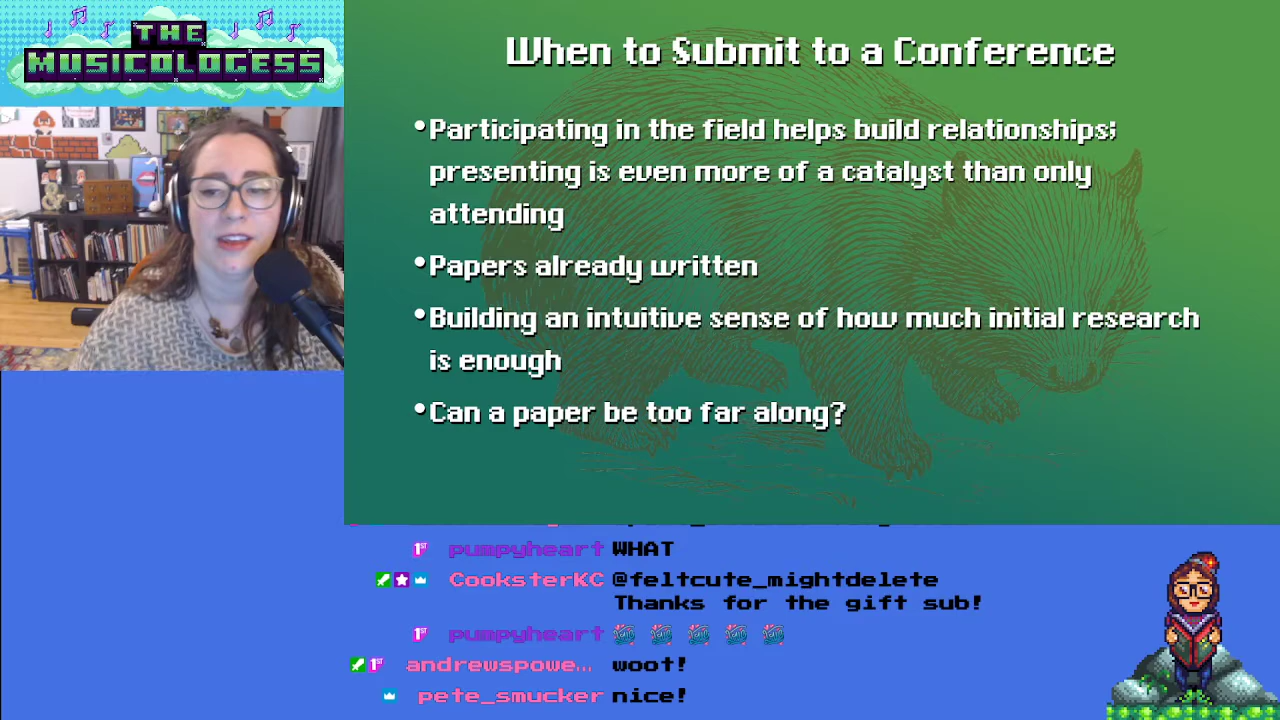 THE
MUSICOLOGESS
When to Submit to a Conference
•Participating in the field helps build relationships;
presenting is even more of a catalyst than only
attending
•Papers already written
•Building an intuitive sense of how much initial research
is enough
•Can a paper be too far along?
1st pumpyheart WHAT
CooksterKC @feltcute_mightdelete
Thanks for the gift sub!
1st pumpyheart
1st andrewspowe... woot!
pete_smucker nice!